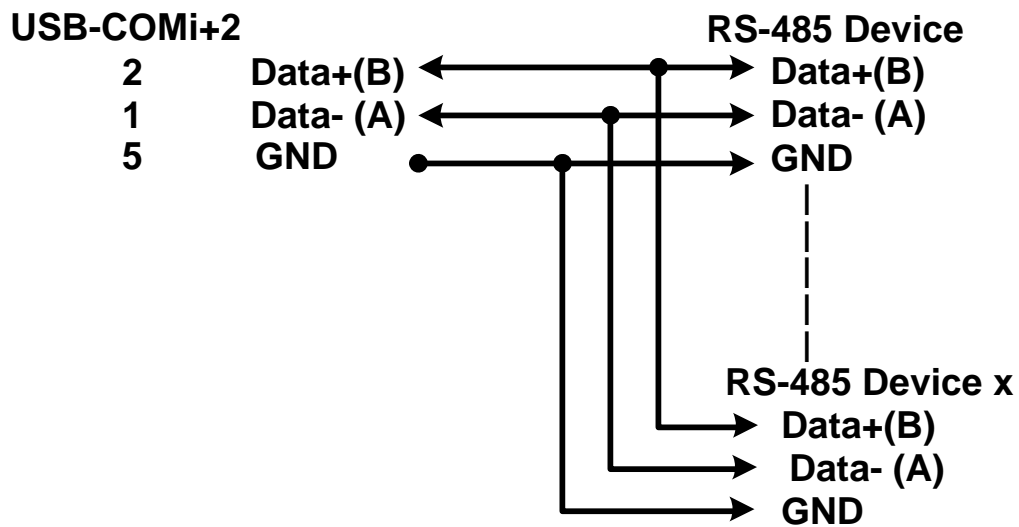 USB-COMi+2 RS-485 Device
2 Data+(B) Data+(B)
1 Data- (A) Data- (A)
5 GND GND
RS-485 Device x
Data+(B)
Data- (A)
GND